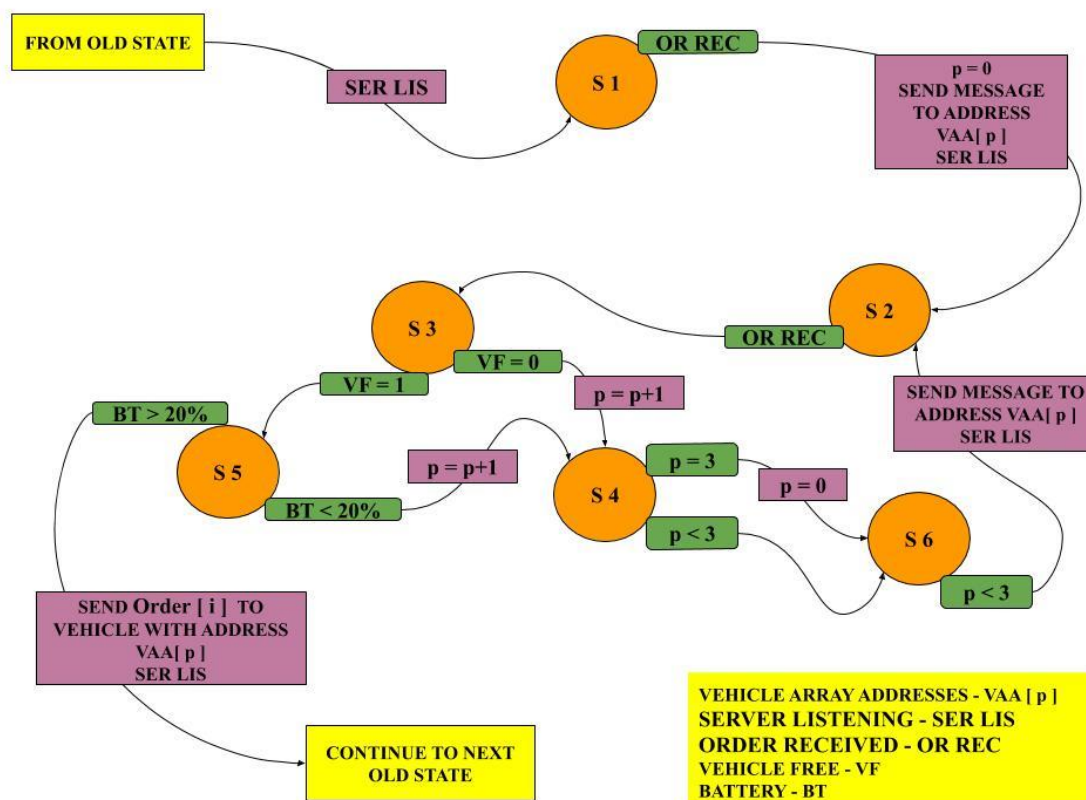 FROM OLD STATE
SER LIS
S 1
OR REC
p = 0
SEND MESSAGE
TO ADDRESS
VAA[ p ]
SER LIS
S 2
OR REC
S 3
VF = 0
VF = 1
p = p+1
SEND MESSAGE TO
ADDRESS VAA[ p ]
SER LIS
BT > 20%
S 5
BT < 20%
p = p+1
S 4
p = 3
p < 3
p = 0
S 6
p < 3
SEND Order [ i ] TO
VEHICLE WITH ADDRESS
VAA[ p ]
SER LIS
CONTINUE TO NEXT
OLD STATE
VEHICLE ARRAY ADDRESSES - VAA [ p ]
SERVER LISTENING - SER LIS
ORDER RECEIVED - OR REC
VEHICLE FREE - VF
BATTERY - BT